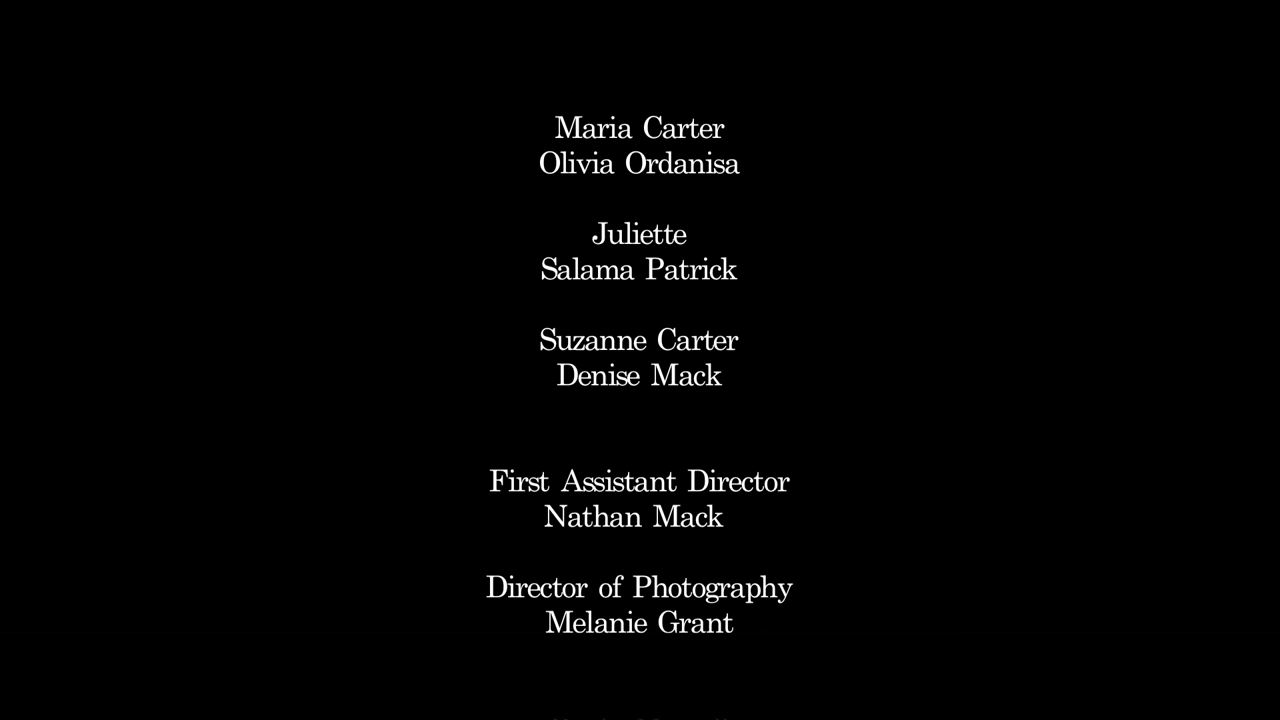 Maria Carter
Olivia Ordanisa
Juliette
Salama Patrick
Suzanne Carter
Denise Mack
First Assistant Director
Nathan Mack
Director of Photography
Melanie Grant